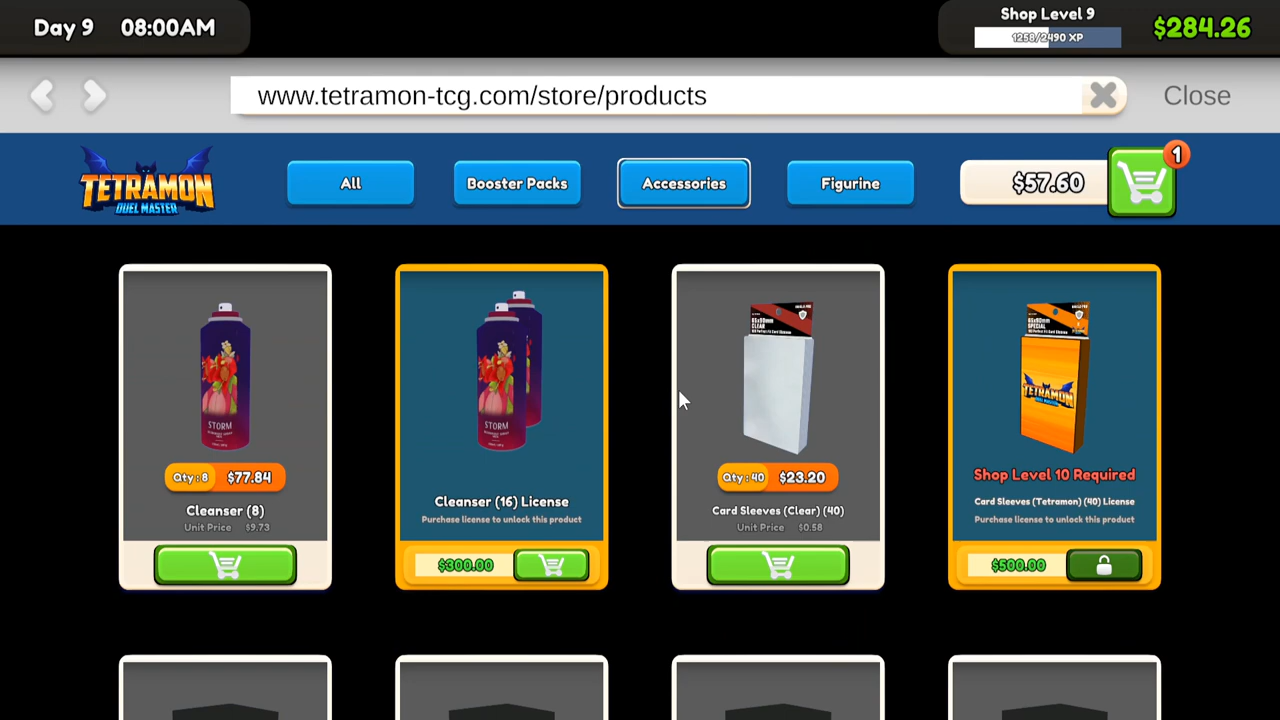 Day 9 08:00AM
Shop Level 9
1258/2490 XP
$284.26
www.tetramon-tcg.com/store/products
Close
TETRAMON
DUEL MASTER
All
Booster Packs
Accessories
Figurine
$57.60
1
STORM
Qty : 8 $77.84
Cleanser (8)
Unit Price $9.73
STORM
Cleanser (16) License
Purchase license to unlock this product
$300.00
CLEAR
Qty : 40 $23.20
Card Sleeves (Clear) (40)
Unit Price $0.58
SPECIAL
TETRAMON
Shop Level 10 Required
Card Sleeves (Tetramon) (40) License
Purchase license to unlock this product
$500.00